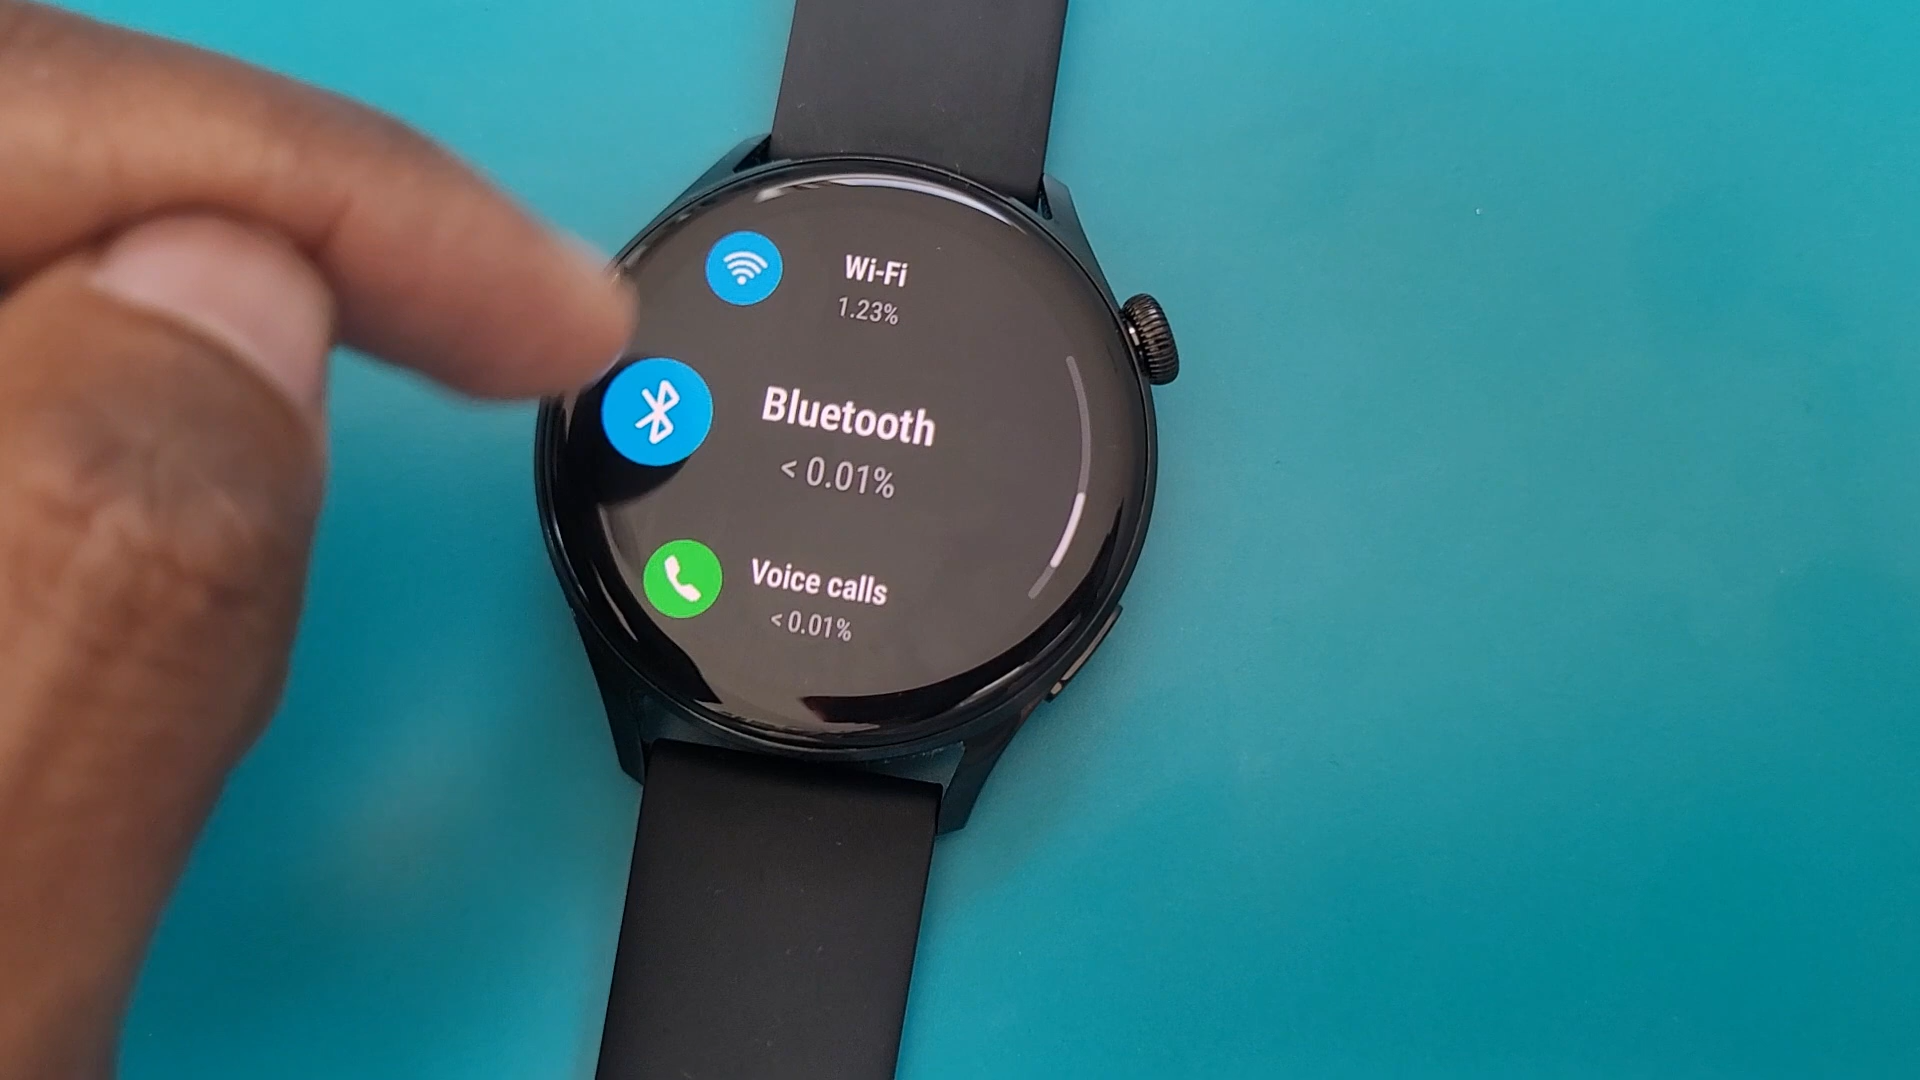 Wi-Fi
1.23%
Bluetooth
< 0.01%
Voice calls
< 0.01%